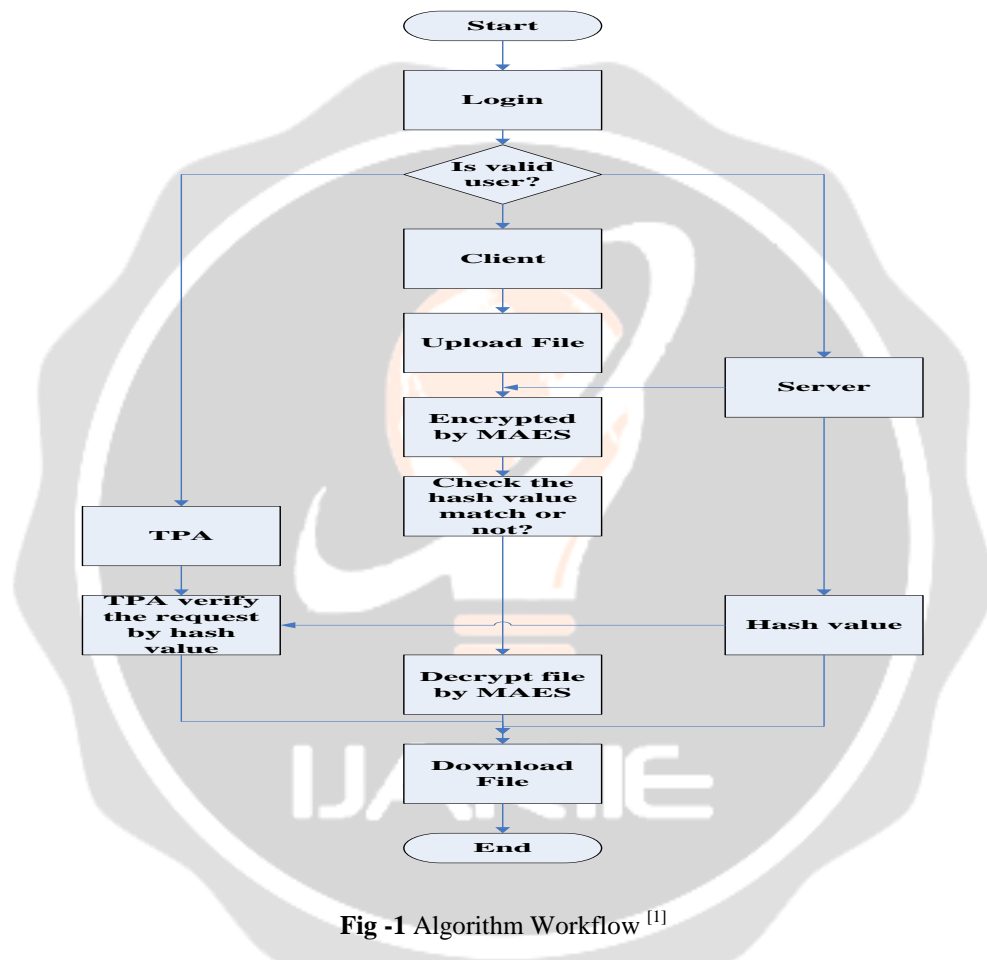 Start
Login
Is valid
user?
Client
Upload File
Server
Encrypted
by MAES
Check the
hash value
match or
not?
TPA
TPA verify
the request
by hash
value
Hash value
Decrypt file
by MAES
Download
File
IJARIIE
End
Fig -1 Algorithm Workflow [1]